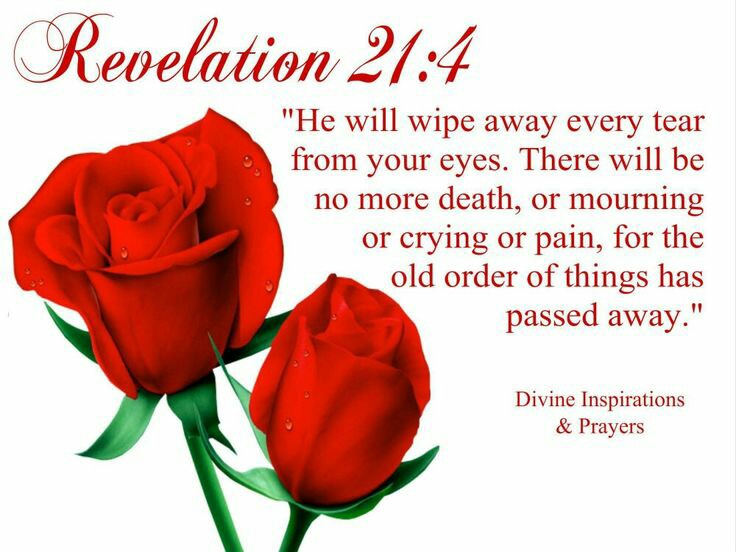 Revelation 21:4
"He will wipe away every tear
from your eyes. There will be
no more death, or mourning
or crying or pain, for the
old order of things has
passed away."
Divine Inspirations
& Prayers